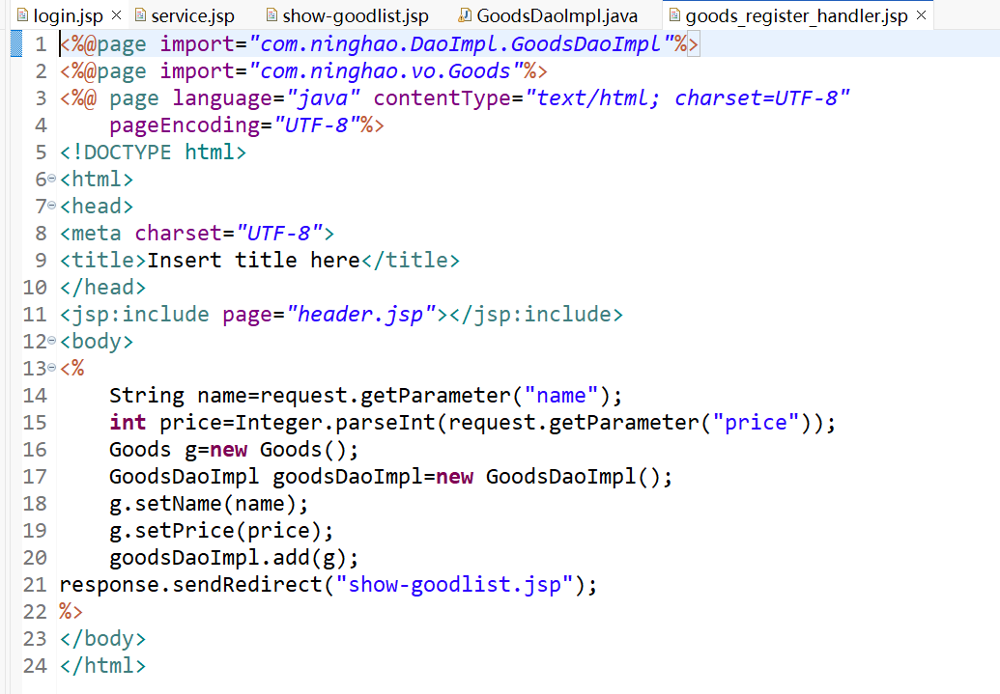 login.jsp service.jsp show-goodlist.jsp GoodsDaoImpl.java goods_register_handler.jsp
1 <%@page import="com.ninghao.DaoImpl.GoodsDaoImpl"%>
2 <%@page import="com.ninghao.vo.Goods"%>
3 <%@ page language="java" contentType="text/html; charset=UTF-8"
4     pageEncoding="UTF-8"%>
5 <!DOCTYPE html>
6 <html>
7 <head>
8 <meta charset="UTF-8">
9 <title>Insert title here</title>
10 </head>
11 <jsp:include page="header.jsp"></jsp:include>
12 <body>
13 <%
14     String name=request.getParameter("name");
15     int price=Integer.parseInt(request.getParameter("price"));
16     Goods g=new Goods();
17     GoodsDaoImpl goodsDaoImpl=new GoodsDaoImpl();
18     g.setName(name);
19     g.setPrice(price);
20     goodsDaoImpl.add(g);
21 response.sendRedirect("show-goodlist.jsp");
22 %>
23 </body>
24 </html>